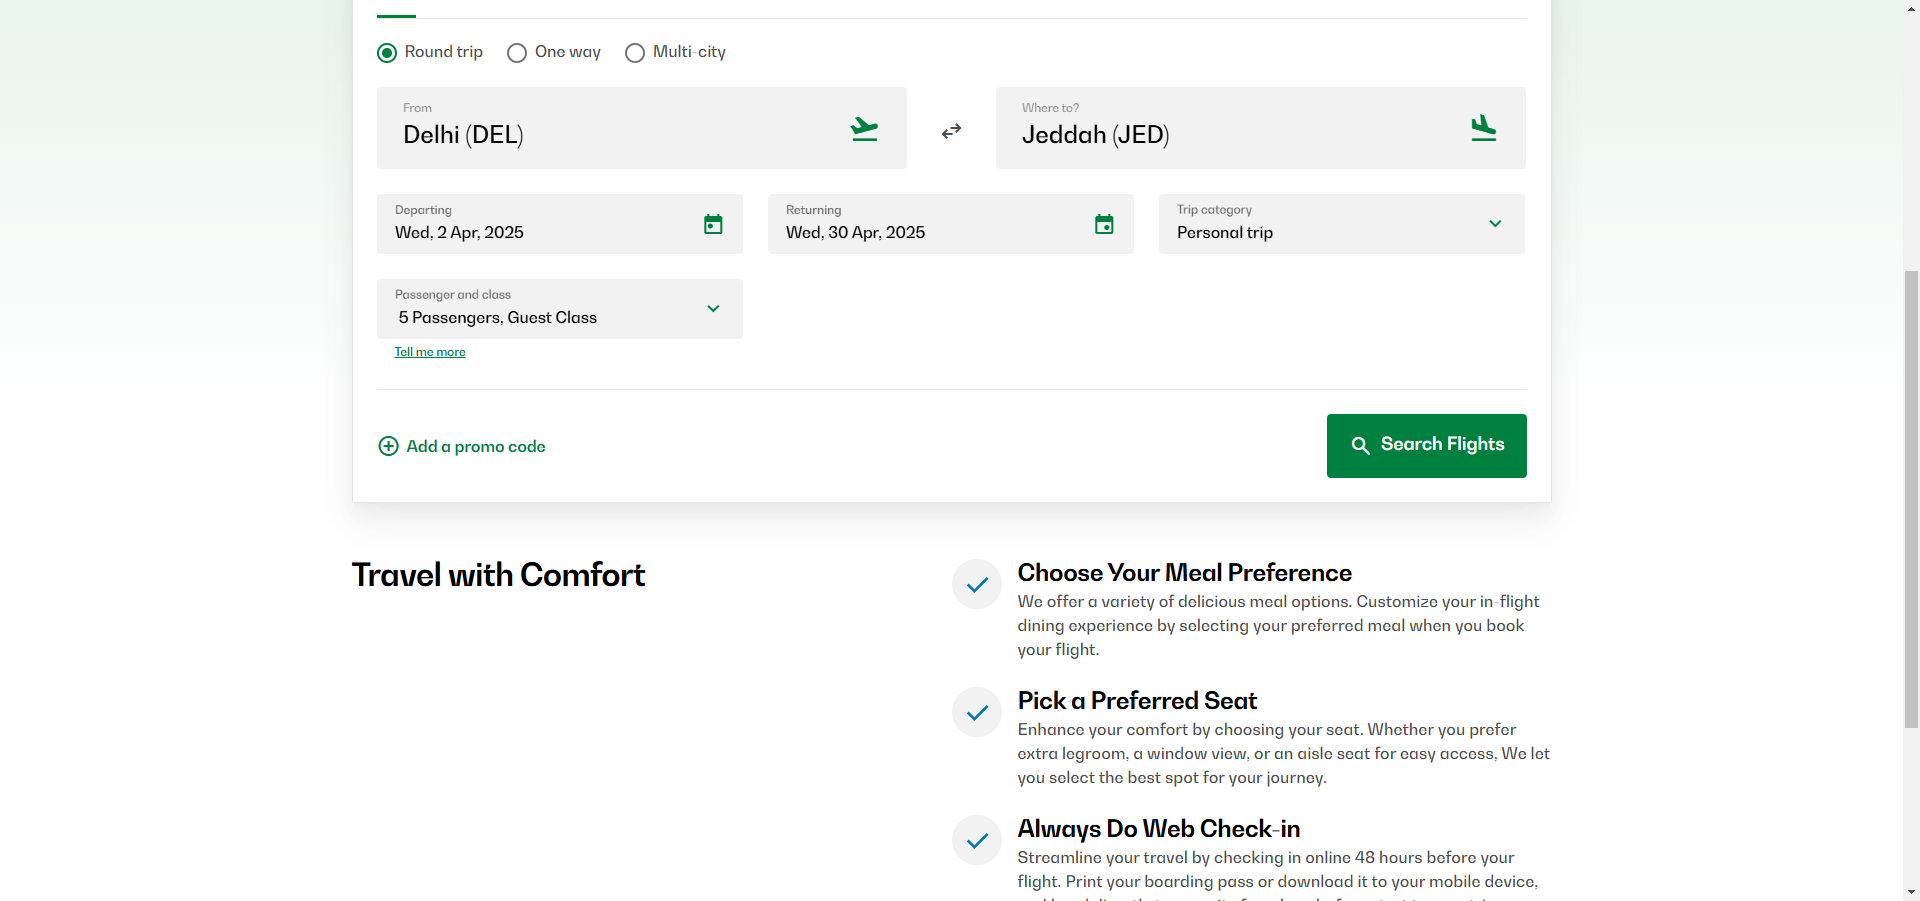 Round trip
One way
Multi-city
From
Delhi (DEL)
Where to?
Jeddah (JED)
Departing
Wed, 2 Apr, 2025
Returning
Wed, 30 Apr, 2025
Trip category
Personal trip
Passenger and class
5 Passengers, Guest Class
Tell me more
Add a promo code
Search Flights
Travel with Comfort
Choose Your Meal Preference
We offer a variety of delicious meal options. Customize your in-flight
dining experience by selecting your preferred meal when you book
your flight.
Pick a Preferred Seat
Enhance your comfort by choosing your seat. Whether you prefer
extra legroom, a window view, or an aisle seat for easy access, We let
you select the best spot for your journey.
Always Do Web Check-in
Streamline your travel by checking in online 48 hours before your
flight. Print your boarding pass or download it to your mobile device,